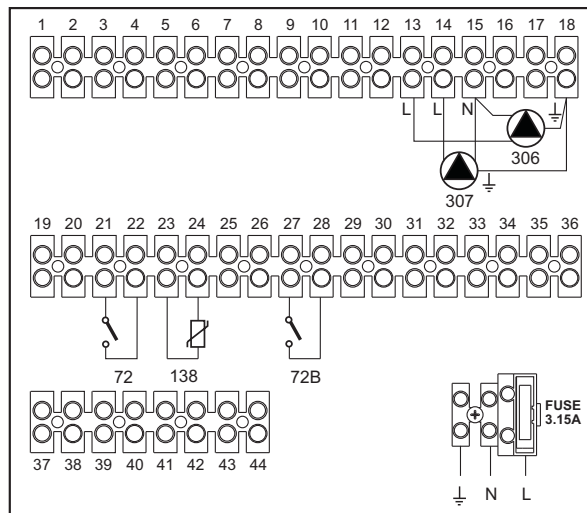 1 2 3 4 5 6 7 8 9 10 11 12 13 14 15 16 17 18
L L N
306
307
19 20 21 22 23 24 25 26 27 28 29 30 31 32 33 34 35 36
72 138 72B
FUSE
3.15A
37 38 39 40 41 42 43 44
N L